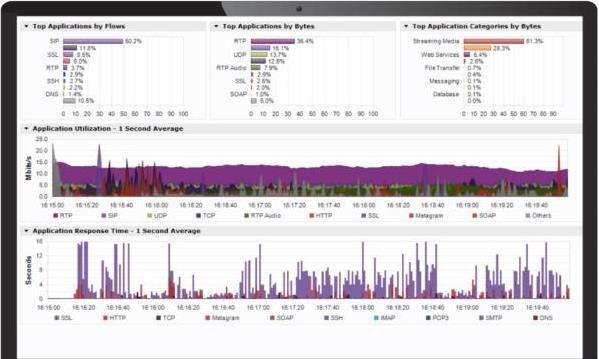 Top Applications by Flows
SIP 50.2%
11.8%
SSL 8.5%
6.0%
RTP 3.7%
2.9%
SSH 2.7%
2.2%
DNS 1.4%
10.5%
0 10 20 30 40 50 60 70 80 90 100
Top Applications by Bytes
RTP 36.4%
16.1%
UDP 13.7%
RTP Audio 7.9%
2.9%
SSL 2.5%
2.0%
SOAP 1.0%
5.0%
0 10 20 30 40 50 60 70 80 90 100
Top Application Categories by Bytes
Streaming Media 61.3%
28.3%
Web Services 6.4%
2.6%
File Transfer 0.7%
0.4%
Messaging 0.1%
0.1%
Database 0.1%
0.0%
0 10 20 30 40 50 60 70 80 90
Application Utilization - 1 Second Average
Mbits/s
20.0
15.0
10.0
0.0
16:15:00 16:15:20 16:15:40 16:16:00 16:16:20 16:16:40 16:17:00 16:17:20 16:17:40 16:18:00 16:18:20 16:18:40 16:19:00 16:19:20 16:19:40
RTP SIP UDP TCP RTP Audio HTTP SSL Metagram SOAP Others
Application Response Time - 1 Second Average
Seconds
16
12
8
4
0
16:15:00 16:15:20 16:15:40 16:16:00 16:16:20 16:16:40 16:17:00 16:17:20 16:17:40 16:18:00 16:18:20 16:18:40 16:19:00 16:19:20 16:19:40
SSL HTTP TCP Metagram SOAP SSH IMAP POP3 SMTP DNS